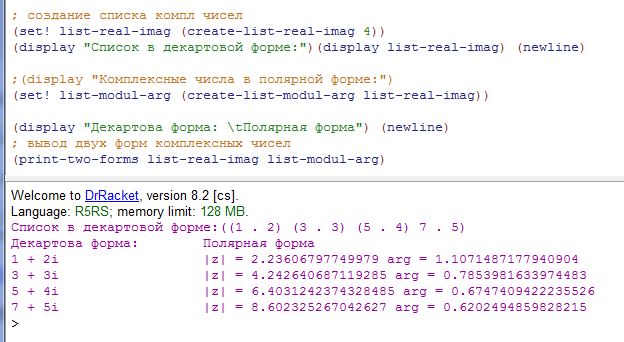 ; создание списка компл чисел
(set! list-real-imag (create-list-real-imag 4))
(display "Список в декартовой форме:")(display list-real-imag) (newline)
;(display "Комплексные числа в полярной форме:")
(set! list-modul-arg (create-list-modul-arg list-real-imag))
(display "Декартова форма: \tПолярная форма") (newline)
; вывод двух форм комплексных чисел
(print-two-forms list-real-imag list-modul-arg)
Welcome to DrRacket, version 8.2 [cs].
Language: R5RS; memory limit: 128 MB.
Список в декартовой форме:((1 . 2) (3 . 3) (5 . 4) 7 . 5)
Декартова форма: Полярная форма
1 + 2i |z| = 2.23606797749979 arg = 1.1071487177940904
3 + 3i |z| = 4.242640687119285 arg = 0.7853981633974483
5 + 4i |z| = 6.4031242374328485 arg = 0.6747409422235526
7 + 5i |z| = 8.602325267042627 arg = 0.6202494859828215
>